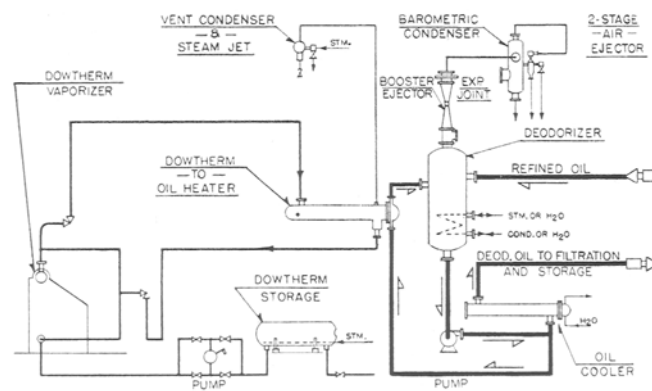 VENT CONDENSER
&
STEAM JET
STM.
BAROMETRIC
CONDENSER
2-STAGE
AIR
EJECTOR
DOWTHERM
VAPORIZER
BOOSTER
EJECTOR
EXP.
JOINT
DEODORIZER
DOWTHERM
TO
OIL HEATER
REFINED OIL
STM. OR H2O
COND. OR H2O
DEOD. OIL TO FILTRATION
AND STORAGE
DOWTHERM
STORAGE
STM.
H2O
OIL
COOLER
PUMP
PUMP